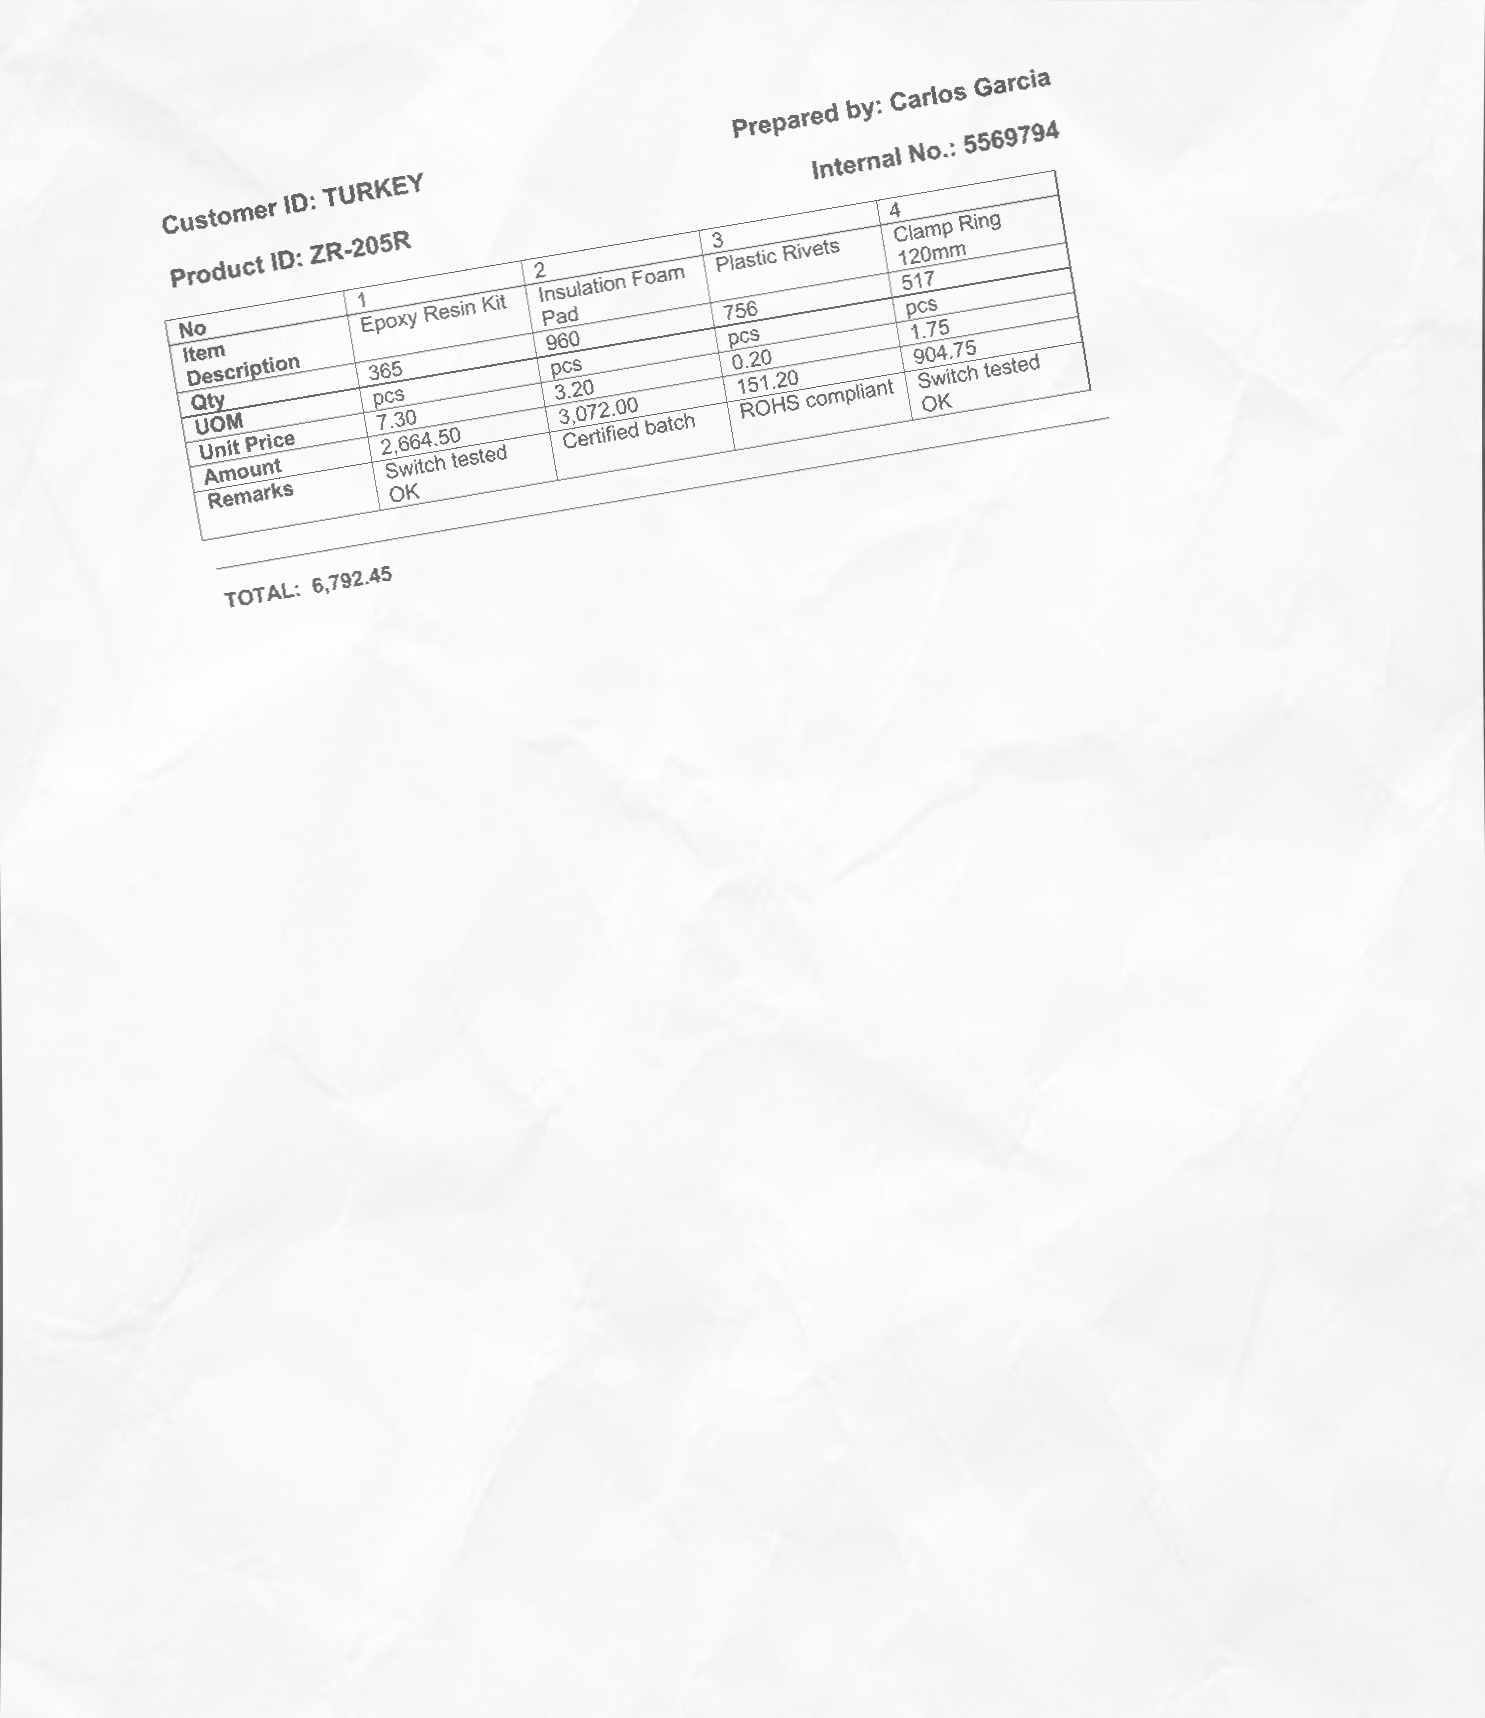 Prepared by: Carlos Garcia
Customer ID: TURKEY
Internal No.: 5569794
Product ID: ZR-205R
No 1 2 3 4
Item Description Epoxy Resin Kit Insulation Foam Pad Plastic Rivets Clamp Ring 120mm
Qty 365 960 756 517
UOM pcs pcs pcs pcs
Unit Price 7.30 3.20 0.20 1.75
Amount 2,664.50 3,072.00 151.20 904.75
Remarks Switch tested OK Certified batch ROHS compliant Switch tested OK
TOTAL: 6,792.45